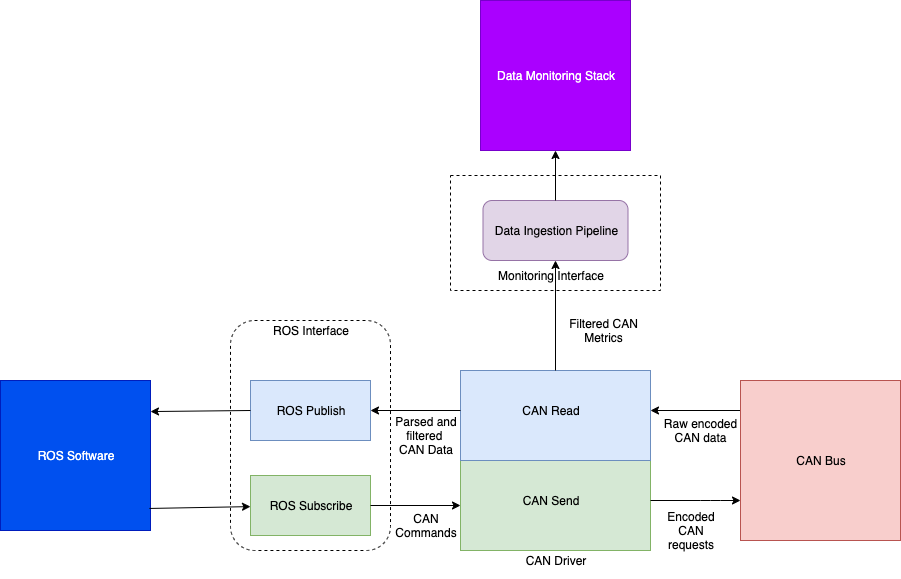 Data Monitoring Stack
Data Ingestion Pipeline
Monitoring Interface
Filtered CAN
Metrics
ROS Interface
ROS Publish
CAN Read
Parsed and
filtered
CAN Data
Raw encoded
CAN data
ROS Software
CAN Bus
ROS Subscribe
CAN Send
CAN
Commands
Encoded
CAN
requests
CAN Driver